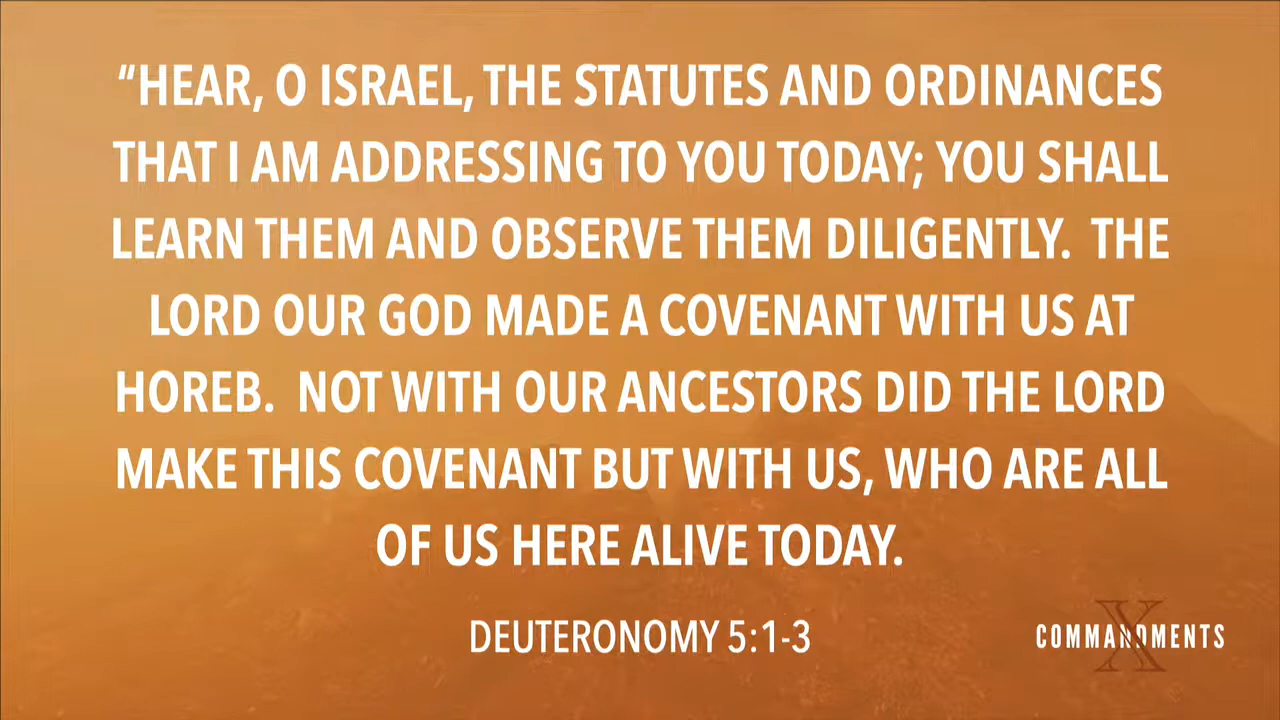 “HEAR, O ISRAEL, THE STATUTES AND ORDINANCES
THAT I AM ADDRESSING TO YOU TODAY; YOU SHALL
LEARN THEM AND OBSERVE THEM DILIGENTLY.  THE
LORD OUR GOD MADE A COVENANT WITH US AT
HOREB.  NOT WITH OUR ANCESTORS DID THE LORD
MAKE THIS COVENANT BUT WITH US, WHO ARE ALL
OF US HERE ALIVE TODAY.
DEUTERONOMY 5:1-3
X
COMMANDMENTS